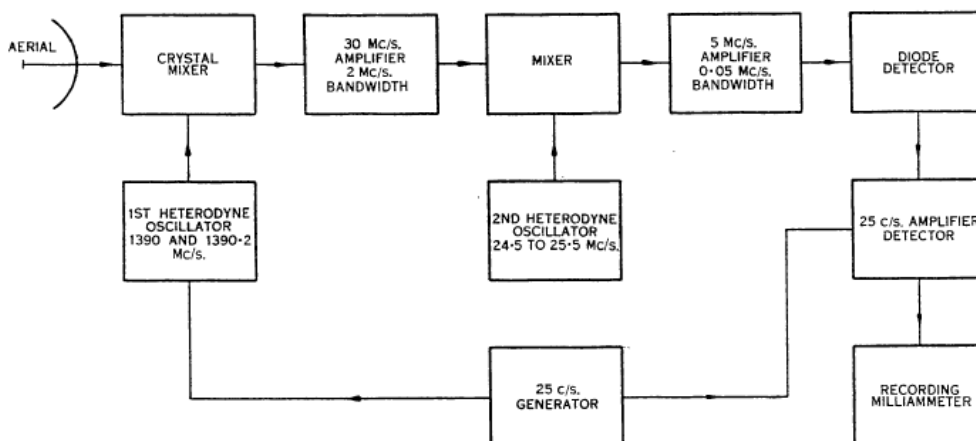 AERIAL
CRYSTAL
MIXER
30 Mc/s.
AMPLIFIER
2 Mc/s.
BANDWIDTH
MIXER
5 Mc/s.
AMPLIFIER
0·05 Mc/s.
BANDWIDTH
DIODE
DETECTOR
1ST HETERODYNE
OSCILLATOR
1390 AND 1390·2
Mc/s.
2ND HETERODYNE
OSCILLATOR
24·5 TO 25·5 Mc/s.
25 c/s. AMPLIFIER
DETECTOR
25 c/s.
GENERATOR
RECORDING
MILLIAMMETER